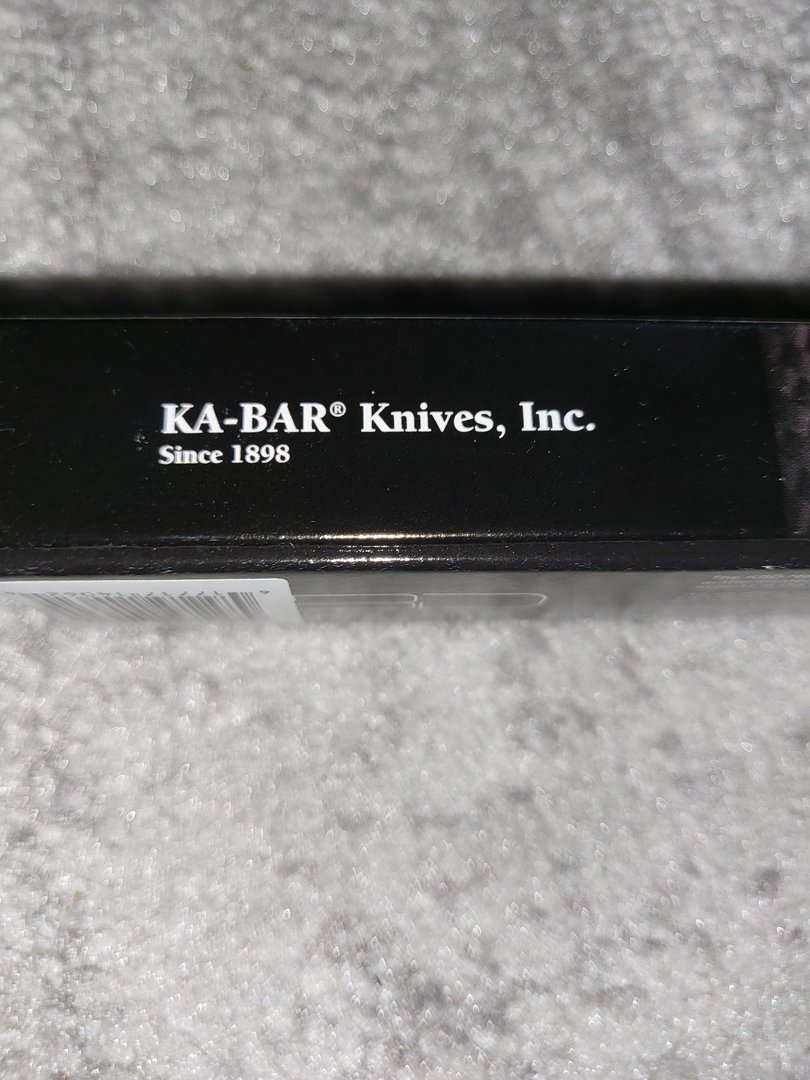 KA-BAR® Knives, Inc.
Since 1898